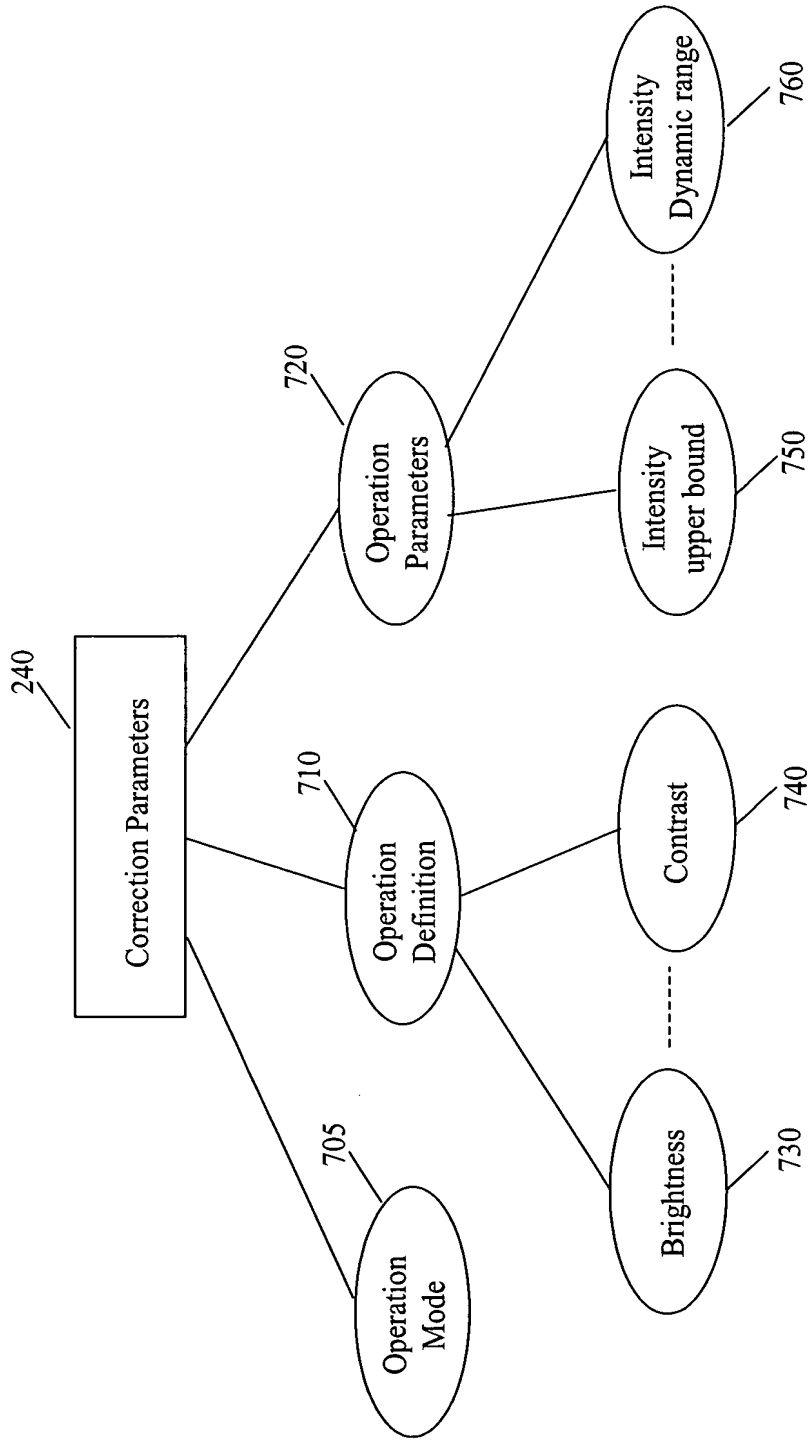 240
Correction Parameters
705
710
720
Operation
Mode
Operation
Definition
Operation
Parameters
Brightness
Contrast
Intensity
upper bound
Intensity
Dynamic range
730
740
750
760